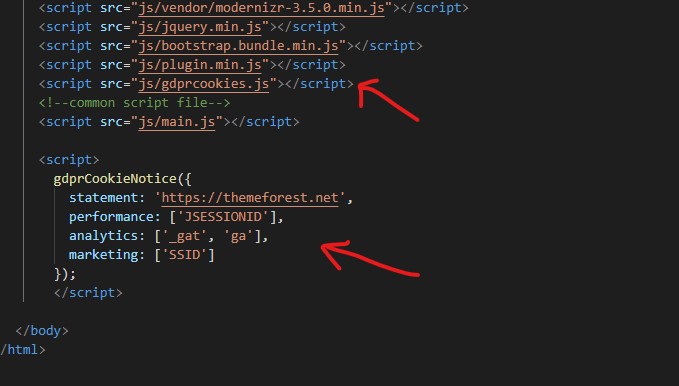 <script src="js/vendor/modernizr-3.5.0.min.js"></script>
<script src="js/jquery.min.js"></script>
<script src="js/bootstrap.bundle.min.js"></script>
<script src="js/plugin.min.js"></script>
<script src="js/gdprcookies.js"></script>
<!--common script file-->
<script src="js/main.js"></script>
<script>
gdprCookieNotice({
statement: 'https://themeforest.net',
performance: ['JSESSIONID'],
analytics: ['_gat', 'ga'],
marketing: ['SSID']
});
</script>
</body>
/html>